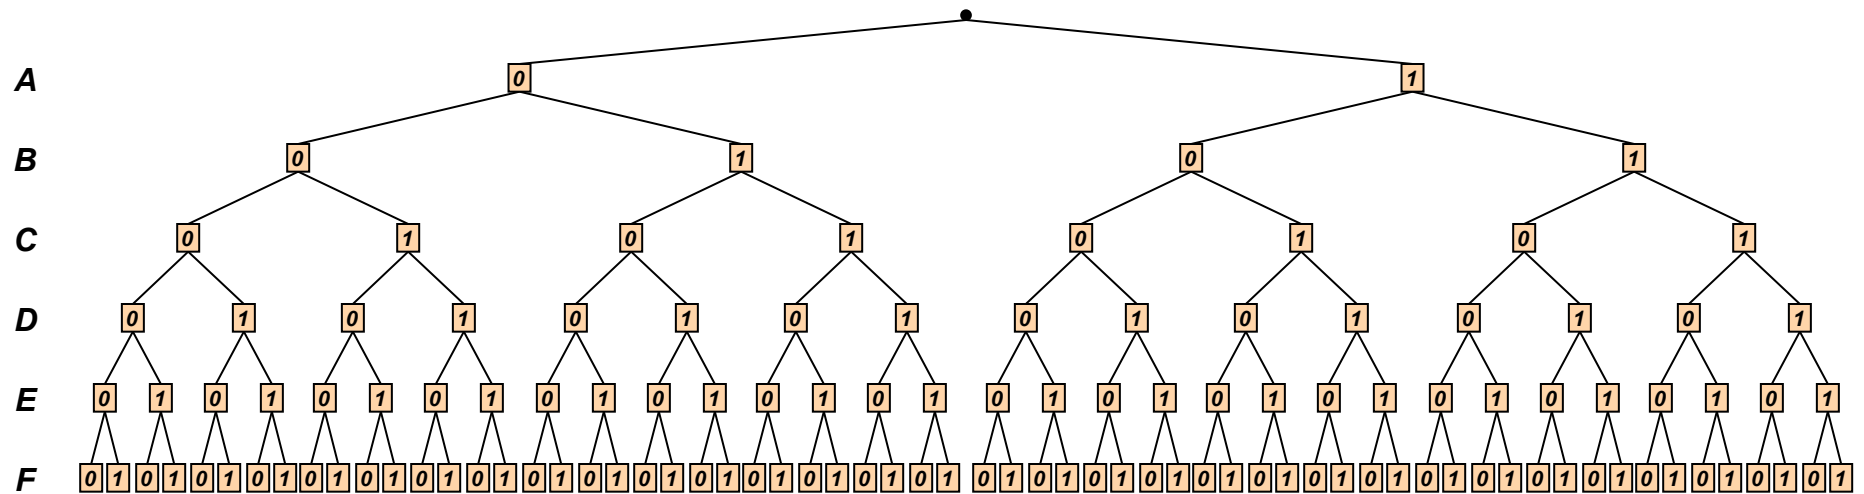 A 0 1
B 0 1 0 1
C 0 1 0 1 0 1 0 1
D 0 1 0 1 0 1 0 1 0 1 0 1 0 1 0 1
E 0 1 0 1 0 1 0 1 0 1 0 1 0 1 0 1 0 1 0 1 0 1 0 1 0 1 0 1 0 1 0 1
F 0 1 0 1 0 1 0 1 0 1 0 1 0 1 0 1 0 1 0 1 0 1 0 1 0 1 0 1 0 1 0 1 0 1 0 1 0 1 0 1 0 1 0 1 0 1 0 1 0 1 0 1 0 1 0 1 0 1 0 1 0 1 0 1